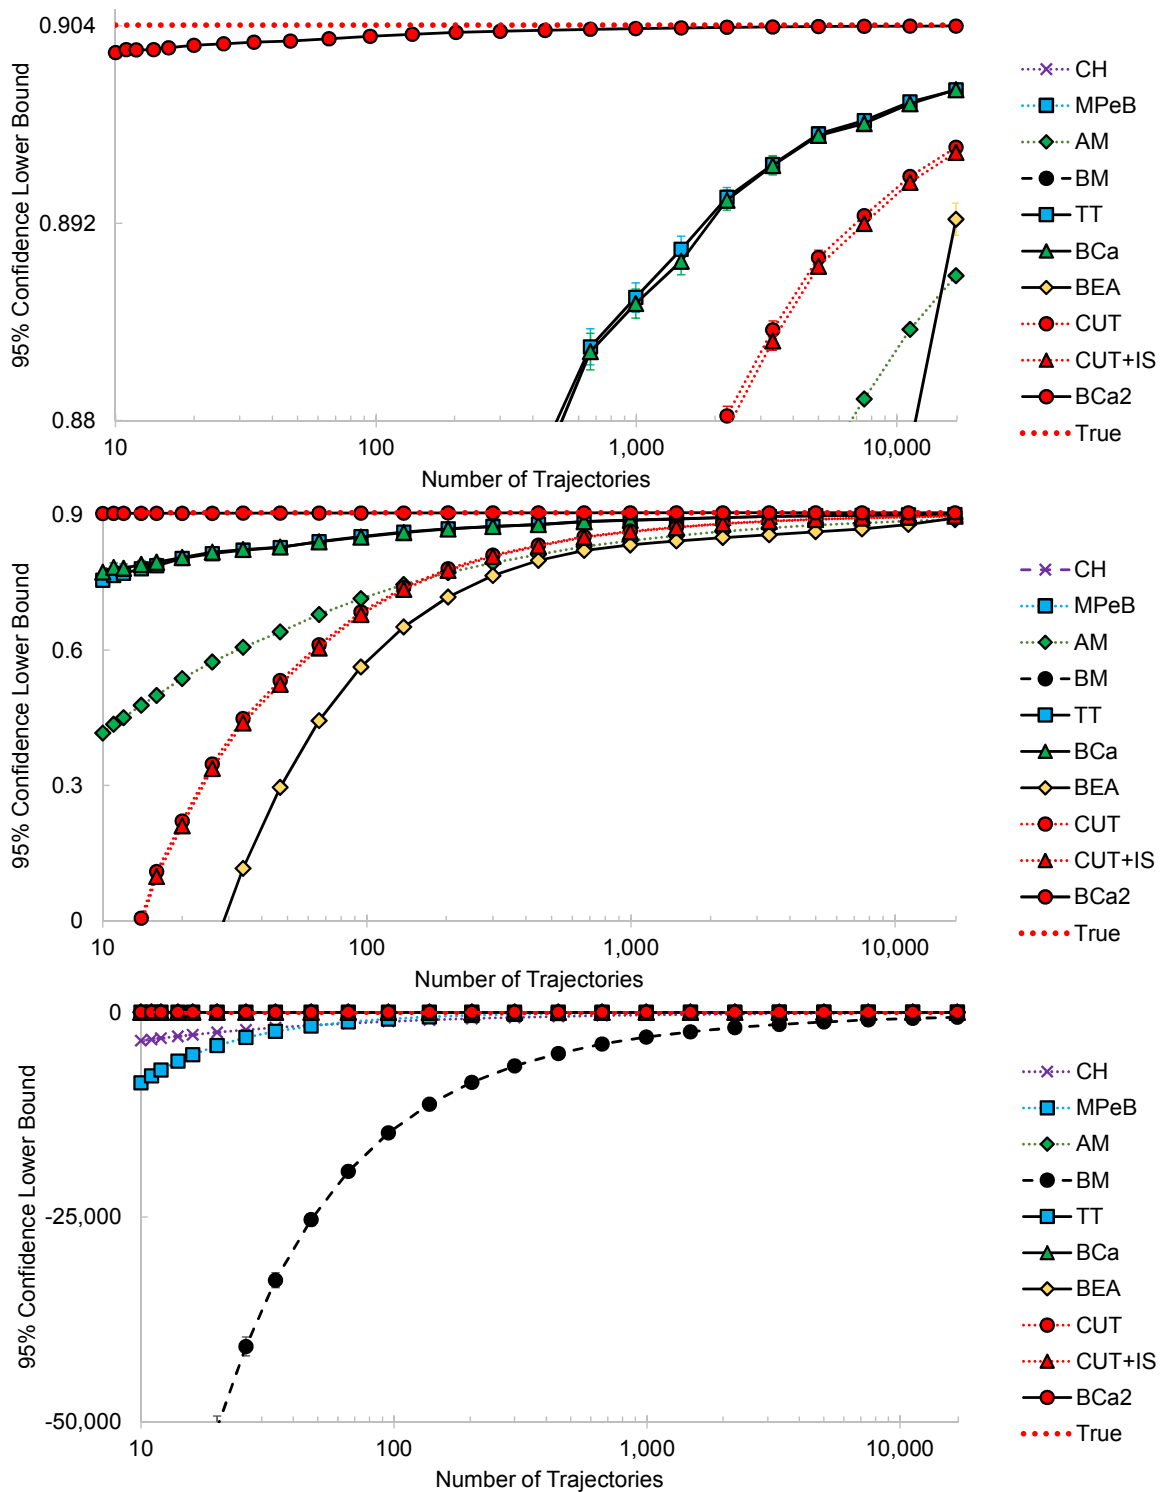 0.904
0.892
0.88
10
100
1,000
10,000
95% Confidence Lower Bound
Number of Trajectories
CH
MPeB
AM
BM
TT
BCa
BEA
CUT
CUT+IS
BCa2
True
0.9
0.6
0.3
0
10
100
1,000
10,000
95% Confidence Lower Bound
Number of Trajectories
CH
MPeB
AM
BM
TT
BCa
BEA
CUT
CUT+IS
BCa2
True
0
-25,000
-50,000
10
100
1,000
10,000
95% Confidence Lower Bound
Number of Trajectories
CH
MPeB
AM
BM
TT
BCa
BEA
CUT
CUT+IS
BCa2
True